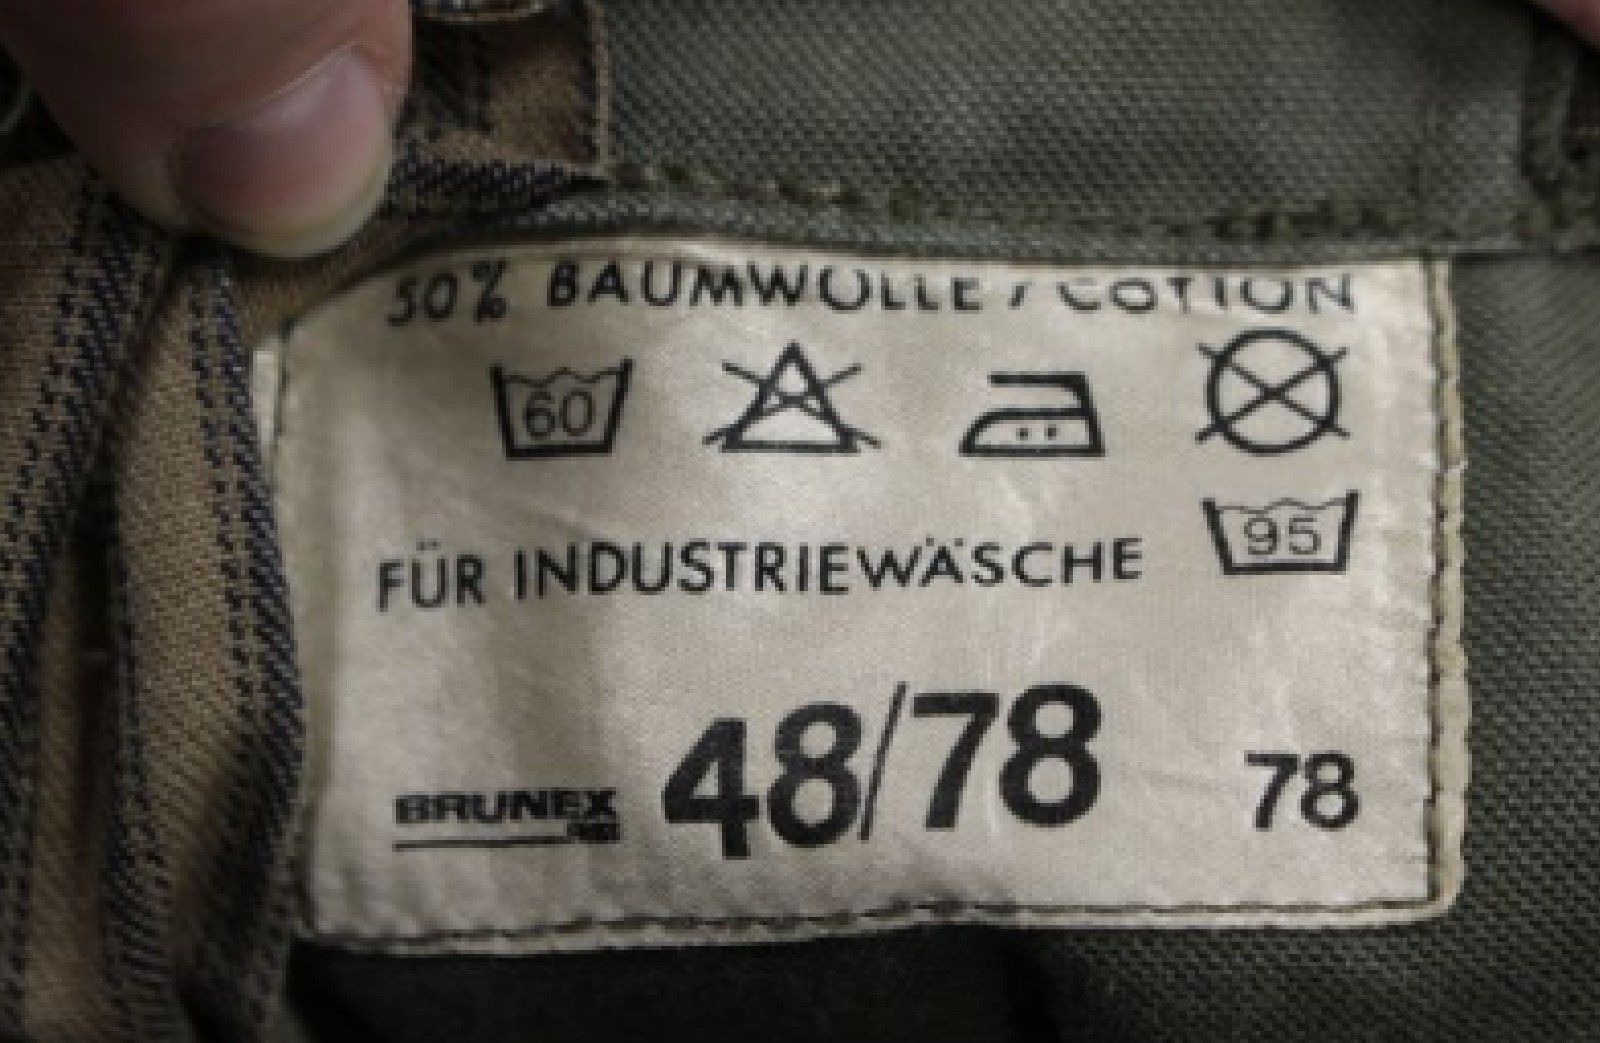 50% BAUMWOLLE / COTTON
60
95
FÜR INDUSTRIEWÄSCHE
BRUNEX 48/78 78